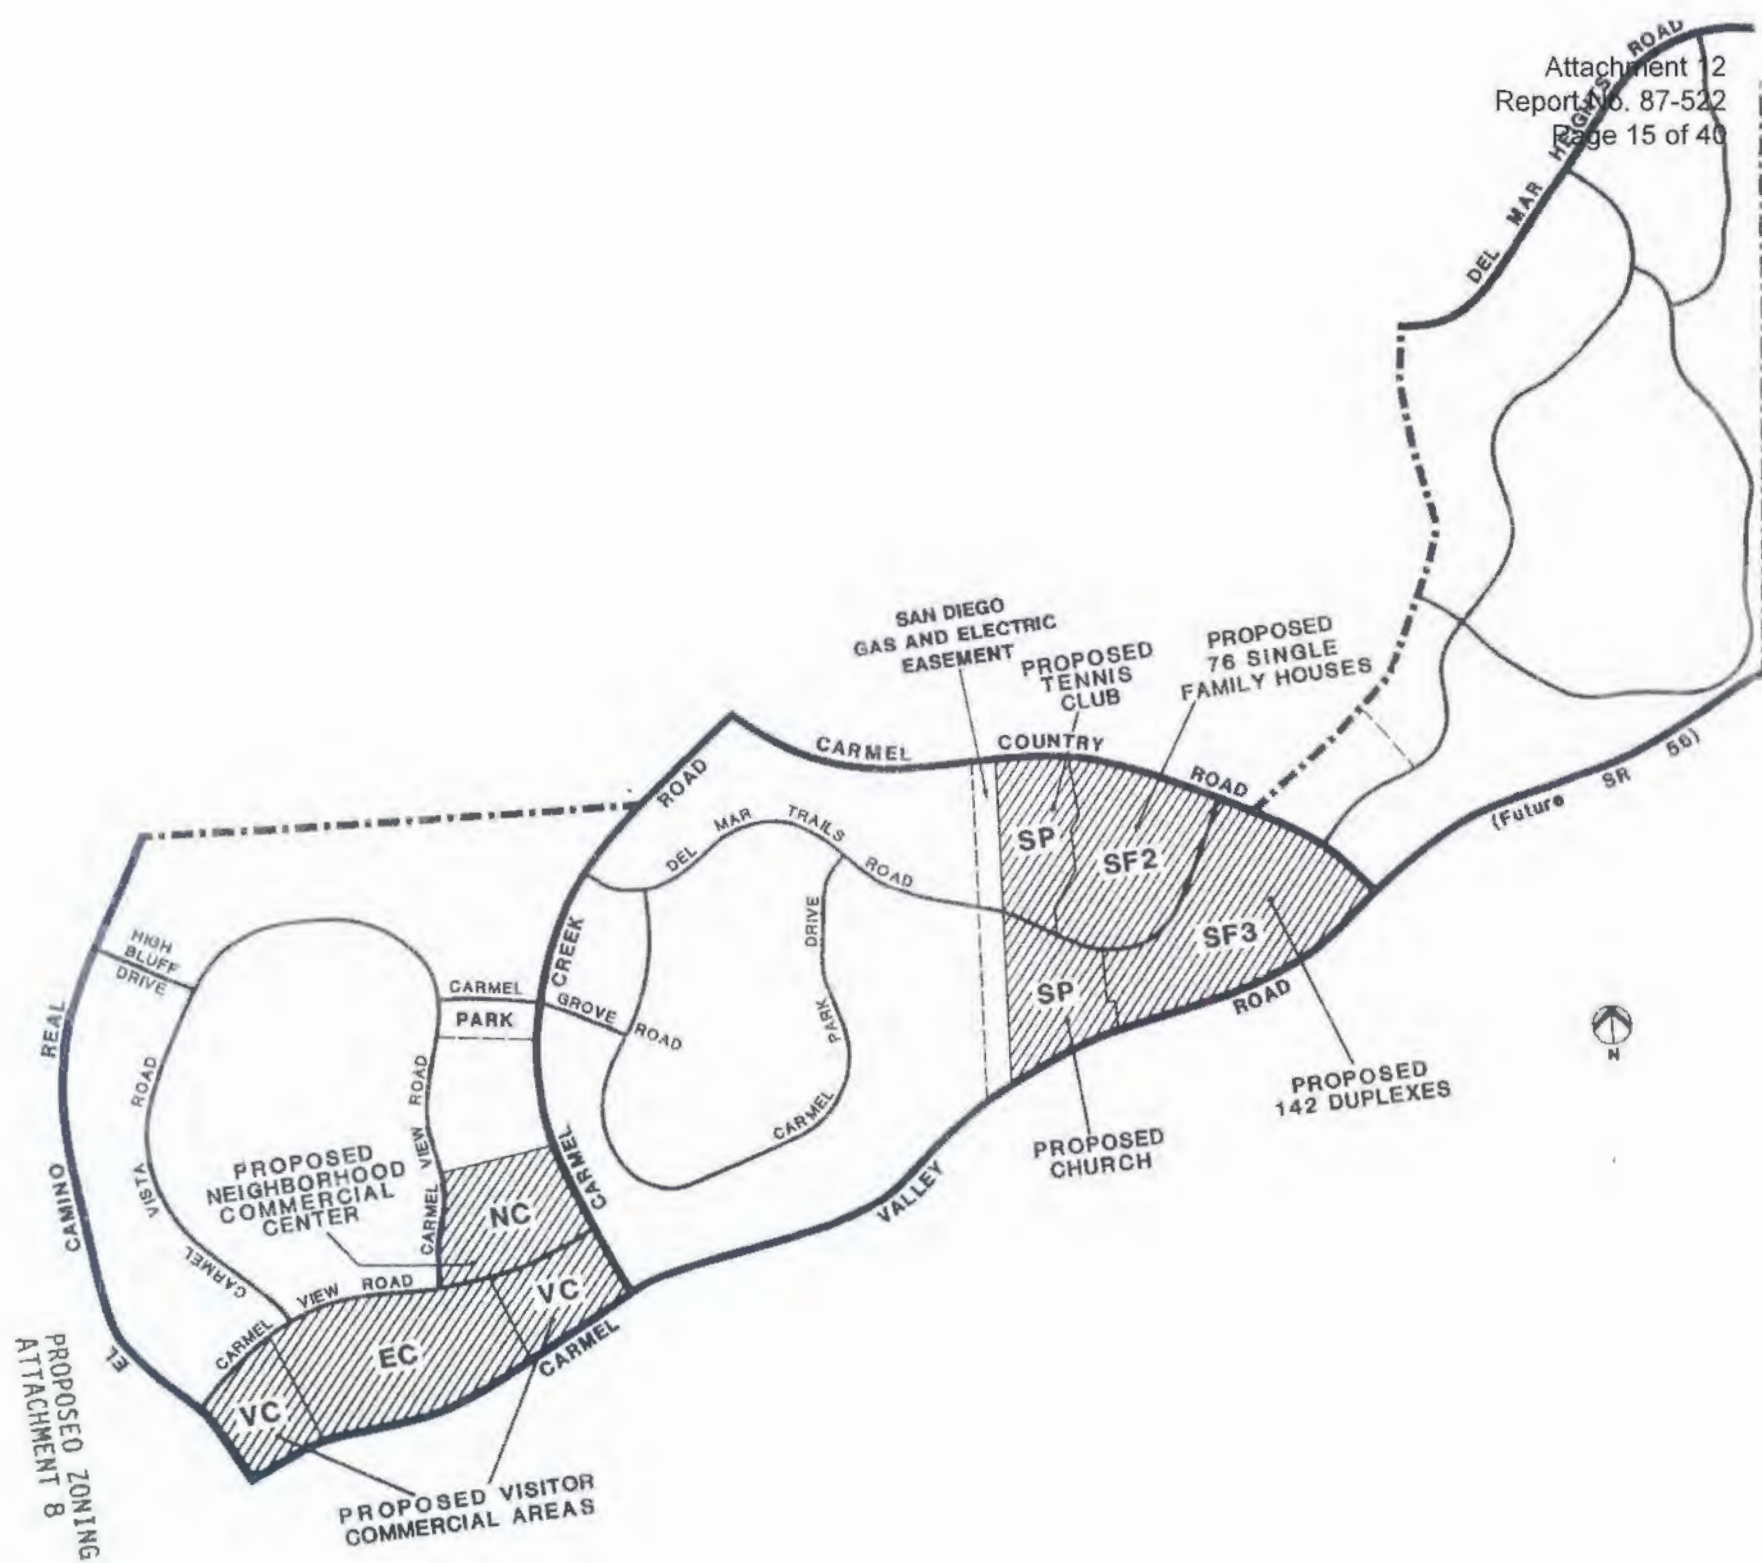 Attachment 12
Report No. 87-522
Page 15 of 40
DEL MAR HEIGHTS ROAD
SAN DIEGO
GAS AND ELECTRIC
EASEMENT
PROPOSED
TENNIS
CLUB
PROPOSED
76 SINGLE
FAMILY HOUSES
CARMEL COUNTRY ROAD
(Future SR 56)
ROAD
DEL MAR TRAILS ROAD
SP
SF2
SF3
SP
HIGH
BLUFF
DRIVE
CARMEL
PARK
CREEK
GROVE ROAD
DRIVE
PARK
CARMEL
ROAD
EL CAMINO REAL
ROAD
VISTA
CARMEL
CARMEL VIEW ROAD
CARMEL
PROPOSED
142 DUPLEXES
PROPOSED
CHURCH
VALLEY
PROPOSED
NEIGHBORHOOD
COMMERCIAL
CENTER
NC
CARMEL VIEW ROAD
VC
EC
CARMEL
VC
PROPOSED VISITOR
COMMERCIAL AREAS
N
PROPOSED ZONING
ATTACHMENT 8